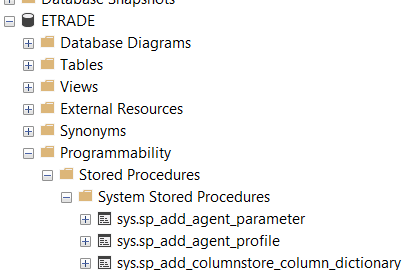 Database Snapshots
ETRADE
Database Diagrams
Tables
Views
External Resources
Synonyms
Programmability
Stored Procedures
System Stored Procedures
sys.sp_add_agent_parameter
sys.sp_add_agent_profile
sys.sp_add_columnstore_column_dictionary